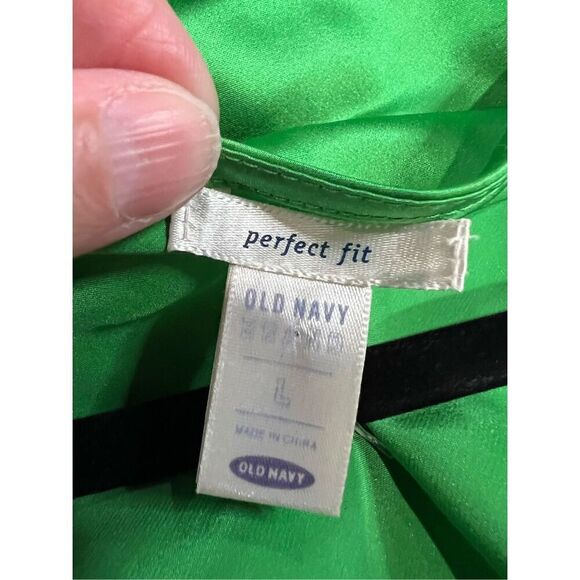 perfect fit
OLD NAVY
L
MADE IN CHINA
OLD NAVY